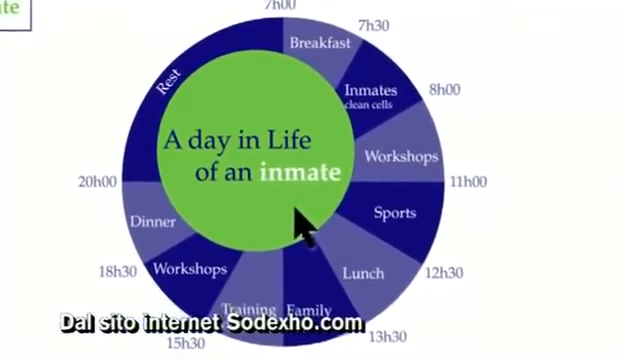 7h00
7h30
Breakfast
Rest
Inmates
clean cells
8h00
A day in Life
of an inmate
Workshops
20h00
11h00
Sports
Dinner
18h30
Workshops
Lunch
12h30
Training
Family
Dal sito internet Sodexho.com
15h30
13h30